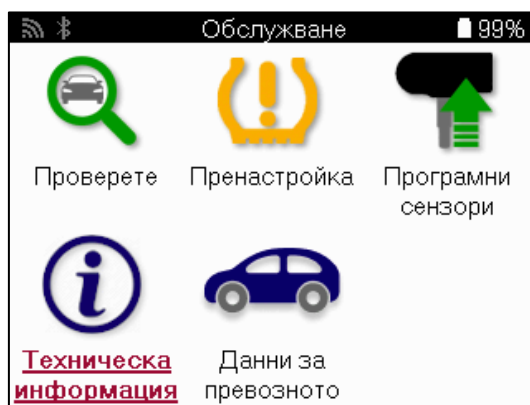 Обслужване 99%
Проверете Пренастройка Програмни
сензори
Техническа Данни за
информация превозното